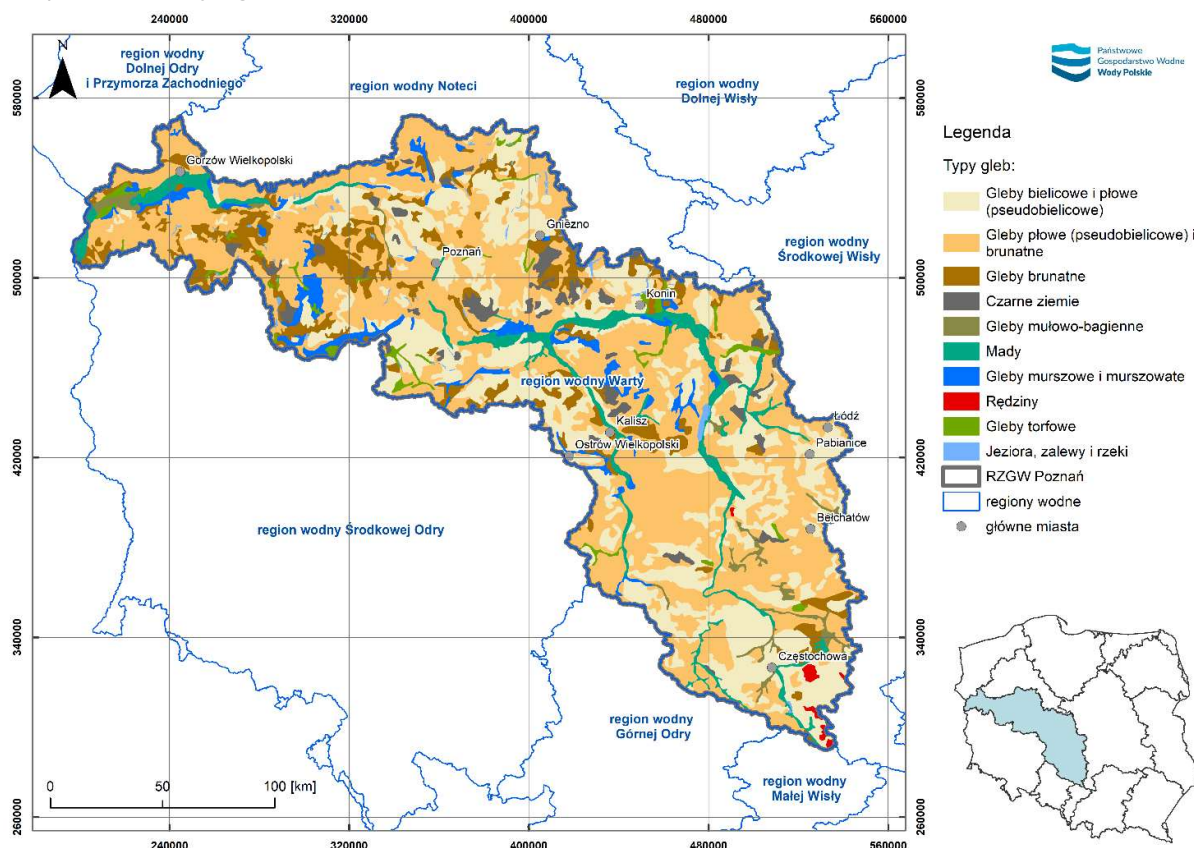 240000
320000
400000
480000
560000
N
region wodny
Dolnej Odry
i Przymorza Zachodniego
region wodny Noteci
region wodny
Dolnej Wisły
580000
580000
Gorzów Wielkopolski
Gniezno
region wodny
Środkowej Wisły
Poznań
500000
500000
Konin
region wodny Warty
Kalisz
Łódź
Ostrów Wielkopolski
Pabianice
420000
420000
Bełchatów
region wodny Środkowej Odry
340000
340000
Częstochowa
region wodny
Górnej Odry
region wodny
Małej Wisły
0
50
100 [km]
260000
260000
240000
320000
400000
480000
560000
Państwowe
Gospodarstwo Wodne
Wody Polskie
Legenda
Typy gleb:
Gleby bielicowe i płowe
(pseudobielicowe)
Gleby płowe (pseudobielicowe) i
brunatne
Gleby brunatne
Czarne ziemie
Gleby mułowo-bagienne
Mady
Gleby murszowe i murszowate
Rędziny
Gleby torfowe
Jeziora, zalewy i rzeki
RZGW Poznań
regiony wodne
główne miasta